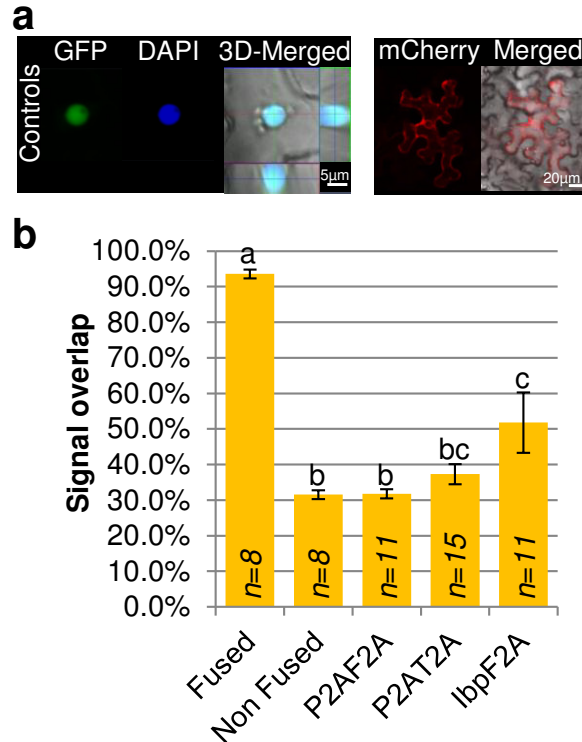 a
GFP DAPI 3D-Merged mCherry Merged
Controls
5µm
20µm
b
Signal overlap
100.0%
90.0%
80.0%
70.0%
60.0%
50.0%
40.0%
30.0%
20.0%
10.0%
0.0%
a
b
b
bc
c
n=8
n=8
n=11
n=15
n=11
Fused
Non Fused
P2AF2A
P2AT2A
IbpF2A